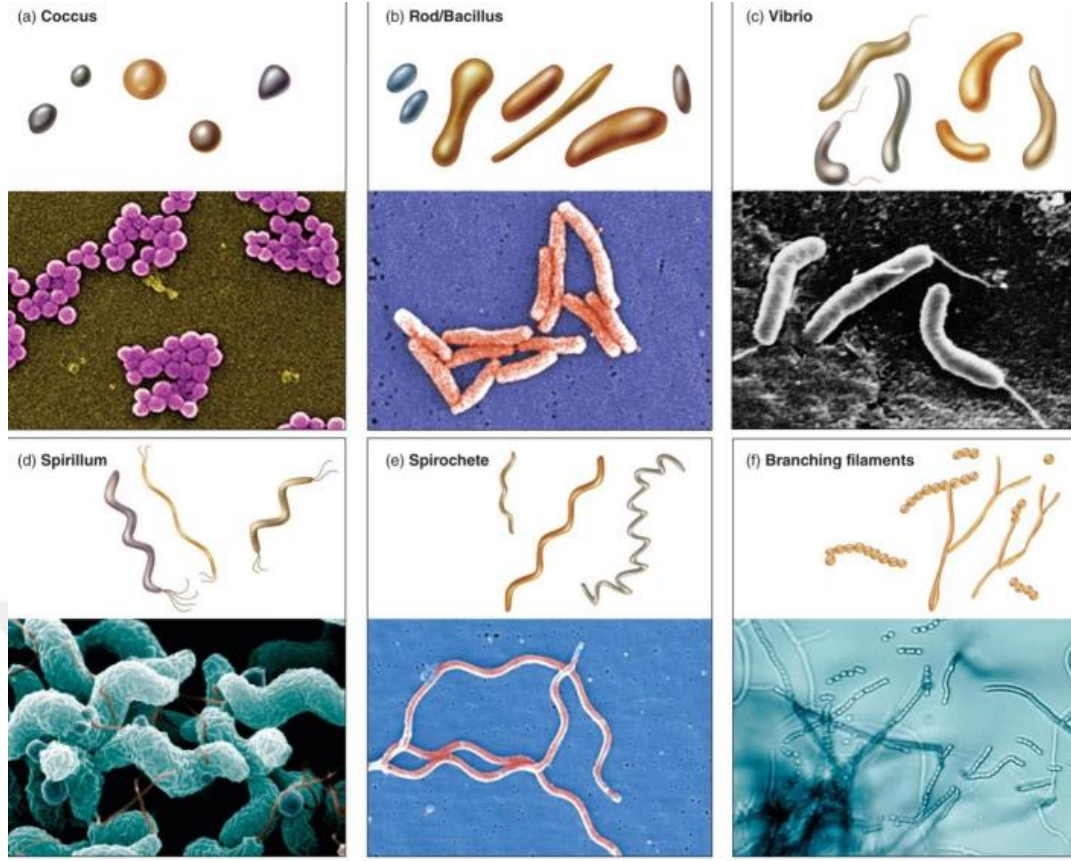 (a) Coccus
(b) Rod/Bacillus
(c) Vibrio
(d) Spirillum
(e) Spirochete
(f) Branching filaments